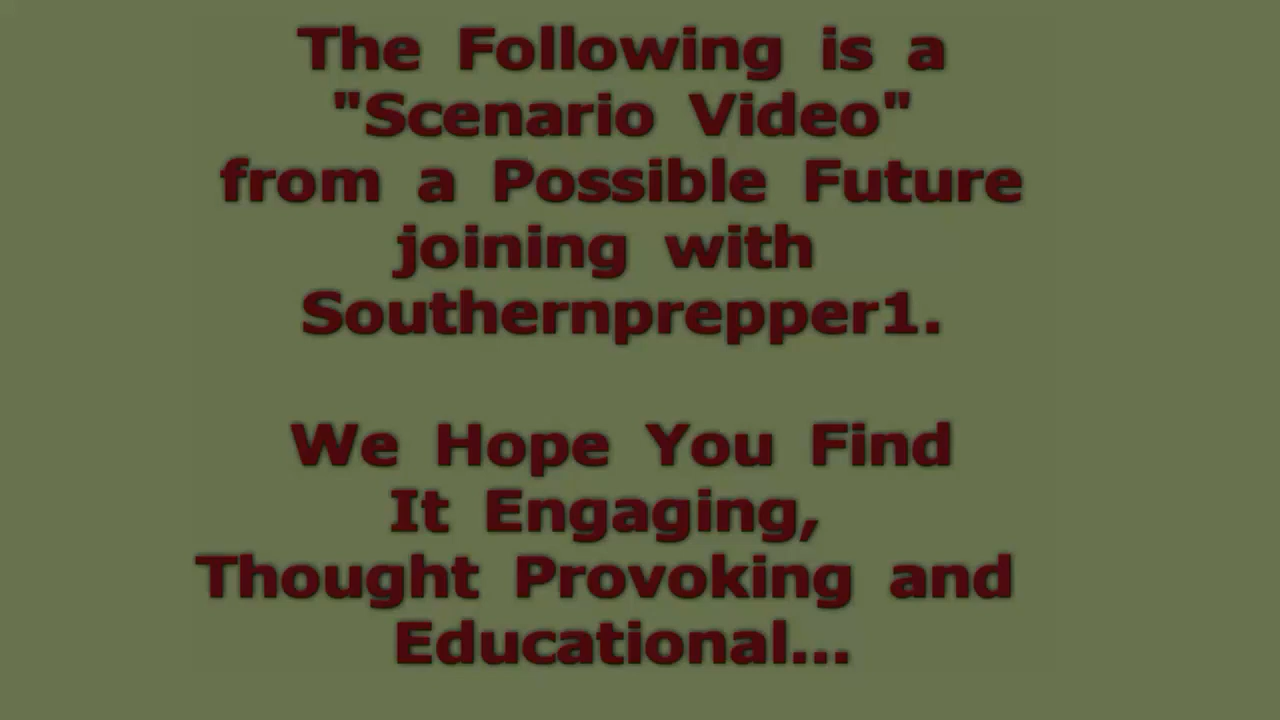 The Following is a
"Scenario Video"
from a Possible Future
joining with
Southernprepper1.
We Hope You Find
It Engaging,
Thought Provoking and
Educational...